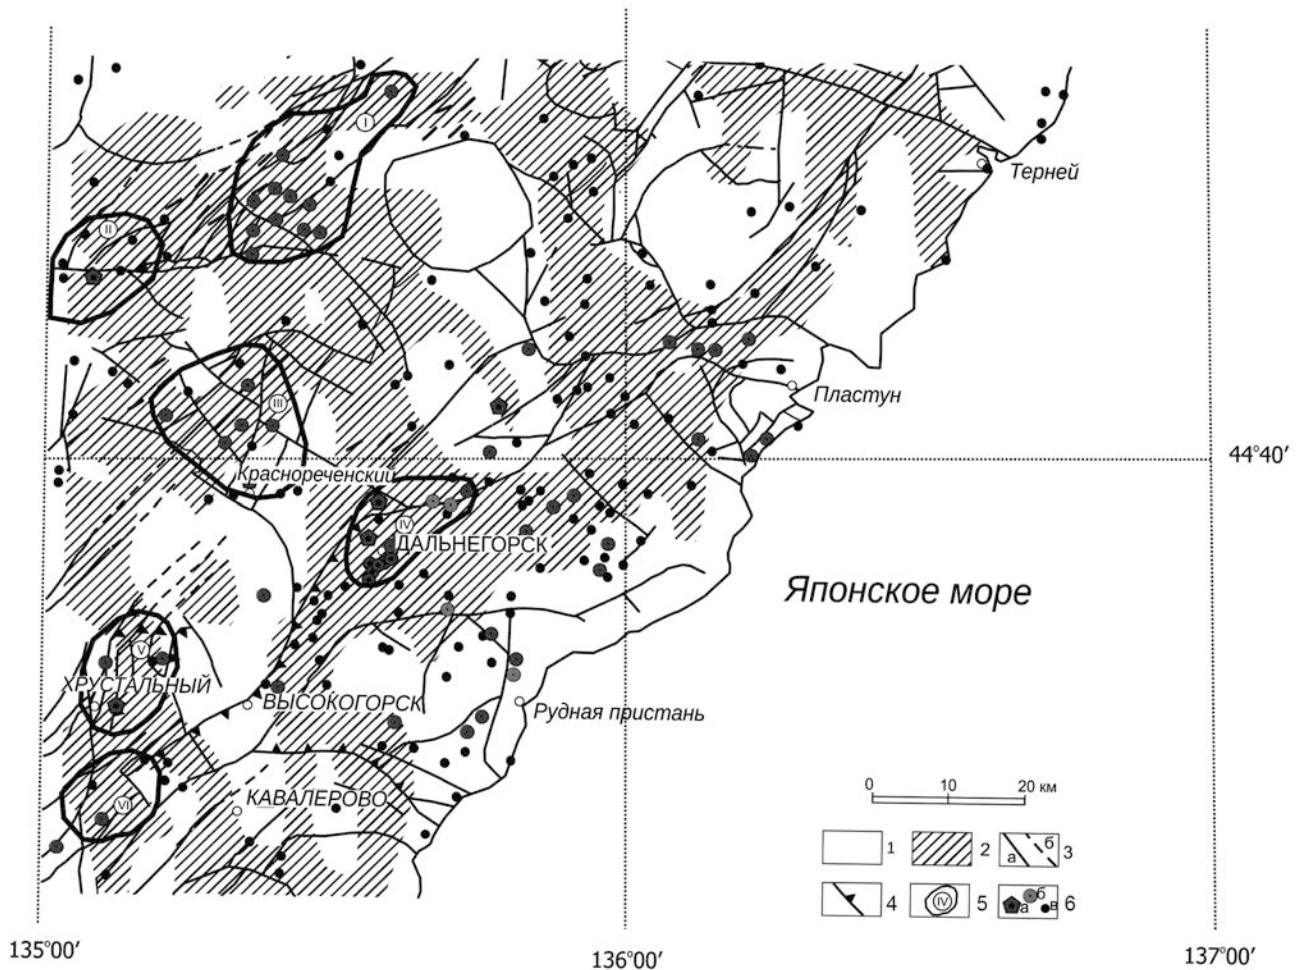 I
Терней
II
Пластун
III
44°40′
Краснореченский
IV
ДАЛЬНЕГОРСК
Японское море
V
ХРУСТАЛЬНЫЙ
ВЫСОКОГОРСК
Рудная пристань
0 10 20 км
VI
КАВАЛЕРОВО
1 2 а б 3
4 IV 5 а б в 6
135°00′ 136°00′ 137°00′